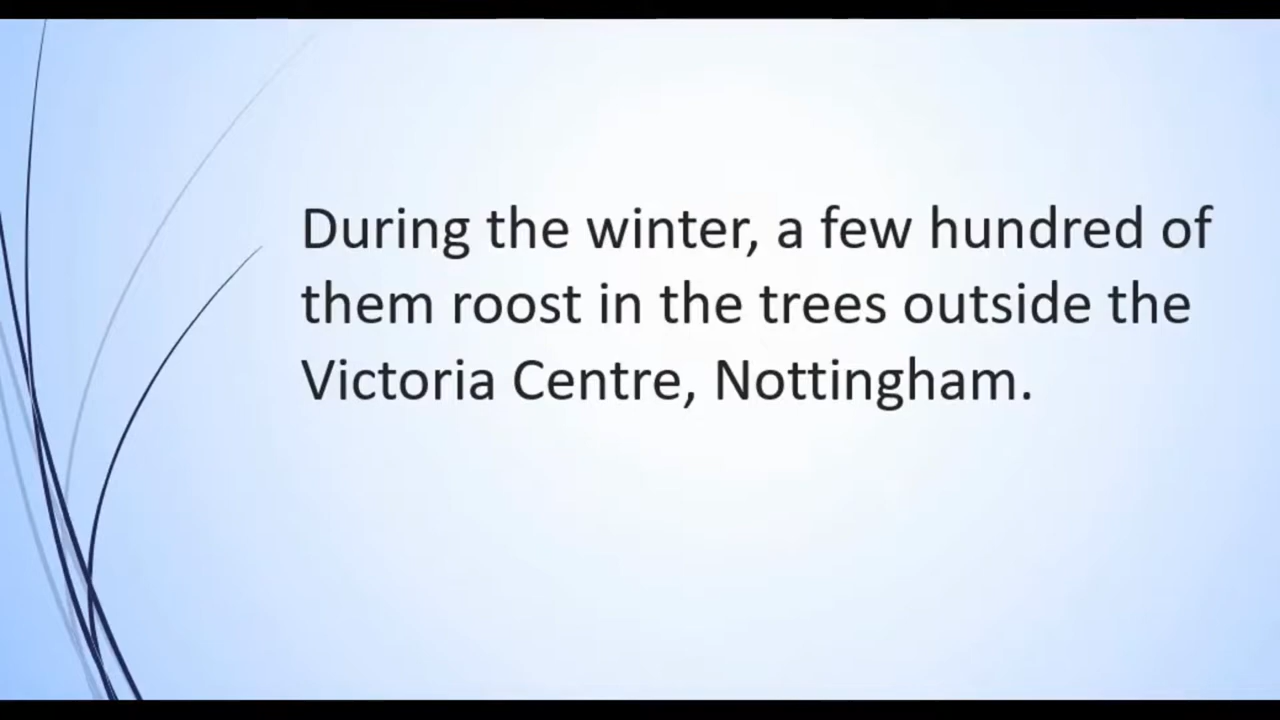 During the winter, a few hundred of
them roost in the trees outside the
Victoria Centre, Nottingham.